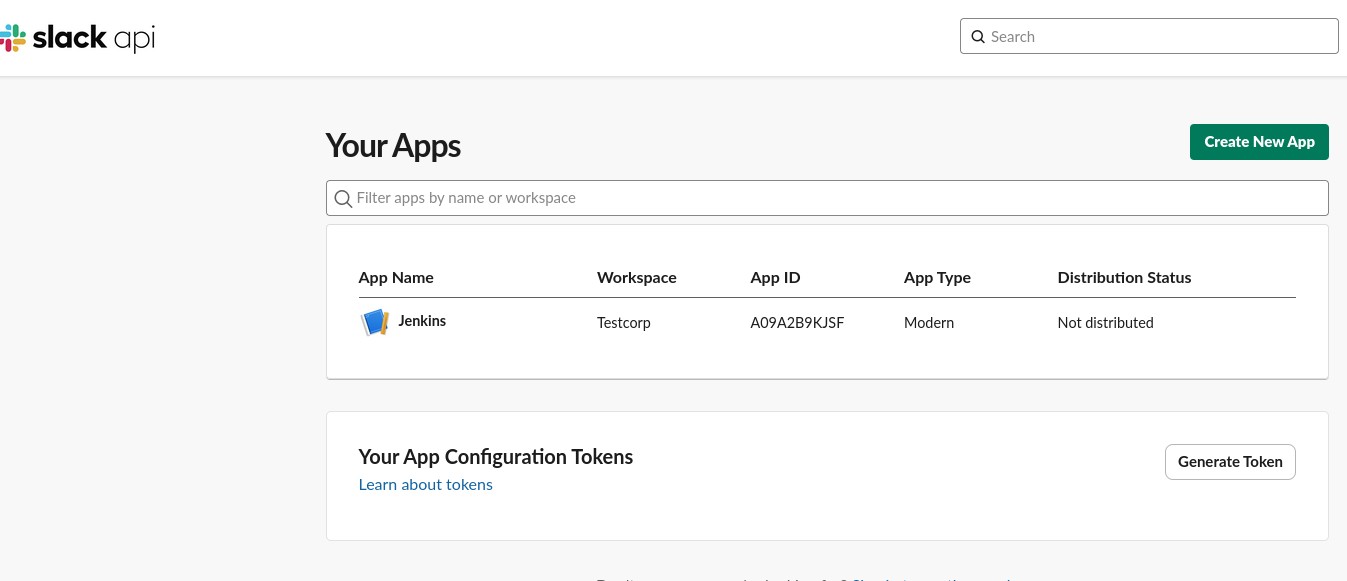 slack api
Search
Your Apps
Create New App
Filter apps by name or workspace
App Name Workspace App ID App Type Distribution Status
Jenkins Testcorp A09A2B9KJSF Modern Not distributed
Your App Configuration Tokens
Generate Token
Learn about tokens